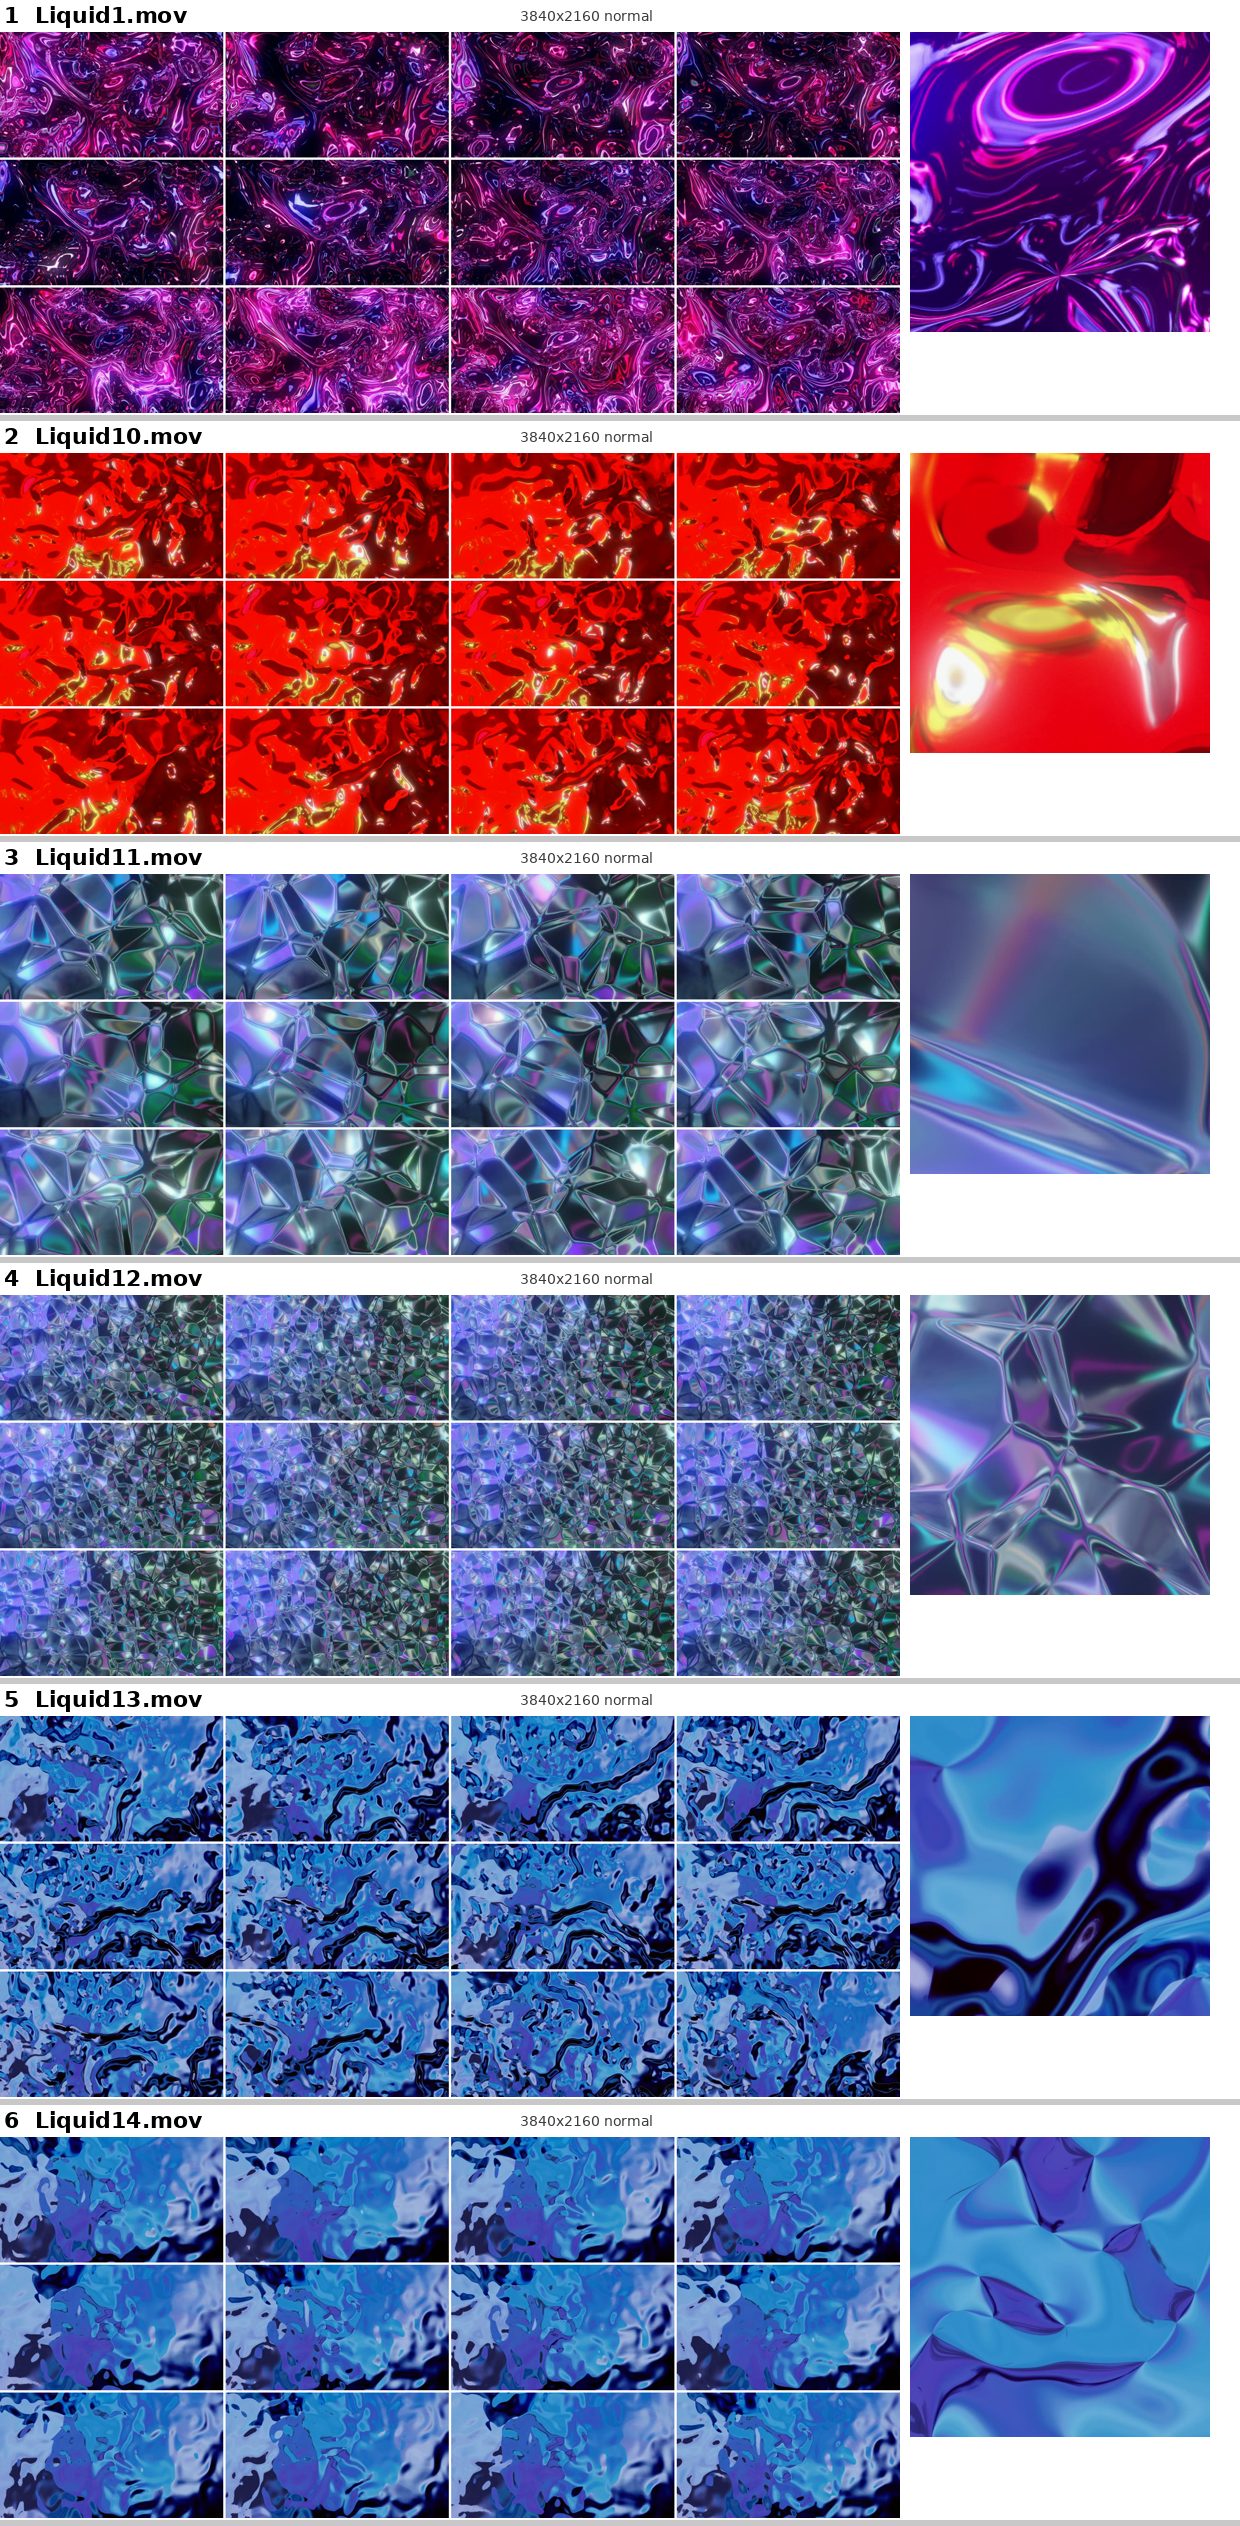 1 Liquid1.mov 3840x2160 normal
2 Liquid10.mov 3840x2160 normal
3 Liquid11.mov 3840x2160 normal
4 Liquid12.mov 3840x2160 normal
5 Liquid13.mov 3840x2160 normal
6 Liquid14.mov 3840x2160 normal